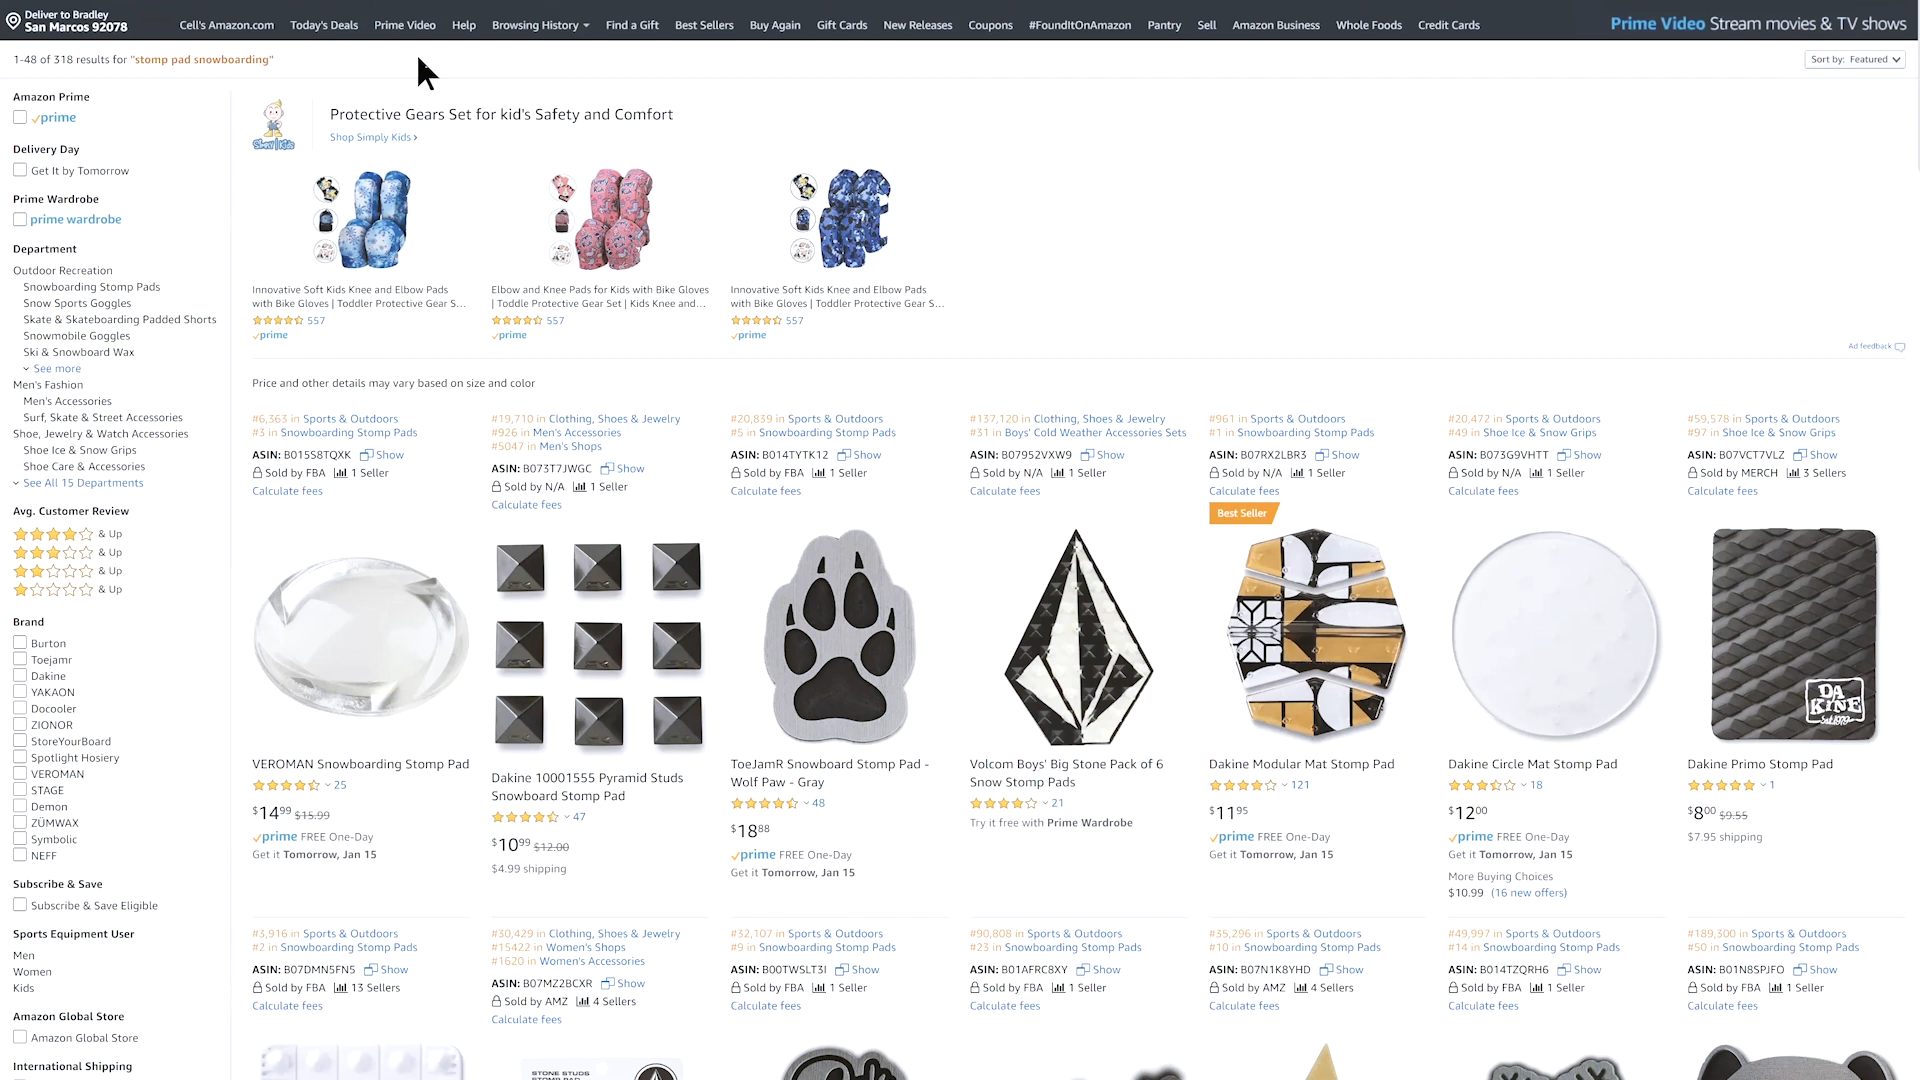 Deliver to Bradley
San Marcos 92078
Cell's Amazon.com Today's Deals Prime Video Help Browsing History Find a Gift Best Sellers Buy Again Gift Cards New Releases Coupons #FoundItOnAmazon Pantry Sell Amazon Business Whole Foods Credit Cards
Prime Video Stream movies & TV shows
1-48 of 318 results for "stomp pad snowboarding"
Sort by: Featured
Amazon Prime
prime
Delivery Day
Get It by Tomorrow
Prime Wardrobe
prime wardrobe
Department
Outdoor Recreation
Snowboarding Stomp Pads
Snow Sports Goggles
Skate & Skateboarding Padded Shorts
Snowmobile Goggles
Ski & Snowboard Wax
See more
Men's Fashion
Men's Accessories
Surf, Skate & Street Accessories
Shoe, Jewelry & Watch Accessories
Shoe Ice & Snow Grips
Shoe Care & Accessories
See All 15 Departments
Avg. Customer Review
& Up
& Up
& Up
& Up
Brand
Burton
Toejamr
Dakine
YAKAON
Docooler
ZIONOR
StoreYourBoard
Spotlight Hosiery
VEROMAN
STAGE
Demon
ZÜMWAX
Symbolic
NEFF
Subscribe & Save
Subscribe & Save Eligible
Sports Equipment User
Men
Women
Kids
Amazon Global Store
Amazon Global Store
International Shipping
Protective Gears Set for kid's Safety and Comfort
Shop Simply Kids ›
Innovative Soft Kids Knee and Elbow Pads
with Bike Gloves | Toddler Protective Gear S...
557
prime
Elbow and Knee Pads for Kids with Bike Gloves
| Toddle Protective Gear Set | Kids Knee and...
557
prime
Innovative Soft Kids Knee and Elbow Pads
with Bike Gloves | Toddler Protective Gear S...
557
prime
Ad feedback
Price and other details may vary based on size and color
#6,363 in Sports & Outdoors
#3 in Snowboarding Stomp Pads
ASIN: B015S8TQXK Show
Sold by FBA 1 Seller
Calculate fees
VEROMAN Snowboarding Stomp Pad
25
$14.99 $15.99
prime FREE One-Day
Get it Tomorrow, Jan 15
#19,710 in Clothing, Shoes & Jewelry
#926 in Men's Accessories
#5047 in Men's Shops
ASIN: B073T7JWGC Show
Sold by N/A 1 Seller
Calculate fees
Dakine 10001555 Pyramid Studs
Snowboard Stomp Pad
47
$10.99 $12.00
$4.99 shipping
#20,839 in Sports & Outdoors
#5 in Snowboarding Stomp Pads
ASIN: B014TYTK12 Show
Sold by FBA 1 Seller
Calculate fees
ToeJamR Snowboard Stomp Pad -
Wolf Paw - Gray
48
$18.88
prime FREE One-Day
Get it Tomorrow, Jan 15
#137,120 in Clothing, Shoes & Jewelry
#31 in Boys' Cold Weather Accessories Sets
ASIN: B07952VXW9 Show
Sold by N/A 1 Seller
Calculate fees
Volcom Boys' Big Stone Pack of 6
Snow Stomp Pads
21
Try it free with Prime Wardrobe
#961 in Sports & Outdoors
#1 in Snowboarding Stomp Pads
ASIN: B07RX2LBR3 Show
Sold by N/A 1 Seller
Calculate fees
Best Seller
Dakine Modular Mat Stomp Pad
121
$11.95
prime FREE One-Day
Get it Tomorrow, Jan 15
#20,472 in Sports & Outdoors
#49 in Shoe Ice & Snow Grips
ASIN: B073G9VHTT Show
Sold by N/A 1 Seller
Calculate fees
Dakine Circle Mat Stomp Pad
18
$12.00
prime FREE One-Day
Get it Tomorrow, Jan 15
More Buying Choices
$10.99 (16 new offers)
#59,578 in Sports & Outdoors
#97 in Shoe Ice & Snow Grips
ASIN: B07VCT7VLZ Show
Sold by MERCH 3 Sellers
Calculate fees
DA
KINE
Dakine Primo Stomp Pad
1
$8.00 $9.55
$7.95 shipping
#3,916 in Sports & Outdoors
#2 in Snowboarding Stomp Pads
ASIN: B07DMN5FN5 Show
Sold by FBA 13 Sellers
Calculate fees
#30,429 in Clothing, Shoes & Jewelry
#15422 in Women's Shops
#1620 in Women's Accessories
ASIN: B07MZ2BCXR Show
Sold by AMZ 4 Sellers
Calculate fees
STONE STUDS
#32,107 in Sports & Outdoors
#9 in Snowboarding Stomp Pads
ASIN: B00TWSLT3I Show
Sold by FBA 1 Seller
Calculate fees
#90,808 in Sports & Outdoors
#23 in Snowboarding Stomp Pads
ASIN: B01AFRC8XY Show
Sold by FBA 1 Seller
Calculate fees
#35,296 in Sports & Outdoors
#10 in Snowboarding Stomp Pads
ASIN: B07N1K8YHD Show
Sold by AMZ 4 Sellers
Calculate fees
#49,997 in Sports & Outdoors
#14 in Snowboarding Stomp Pads
ASIN: B014TZQRH6 Show
Sold by FBA 1 Seller
Calculate fees
#189,300 in Sports & Outdoors
#50 in Snowboarding Stomp Pads
ASIN: B01N8SPJFO Show
Sold by FBA 1 Seller
Calculate fees